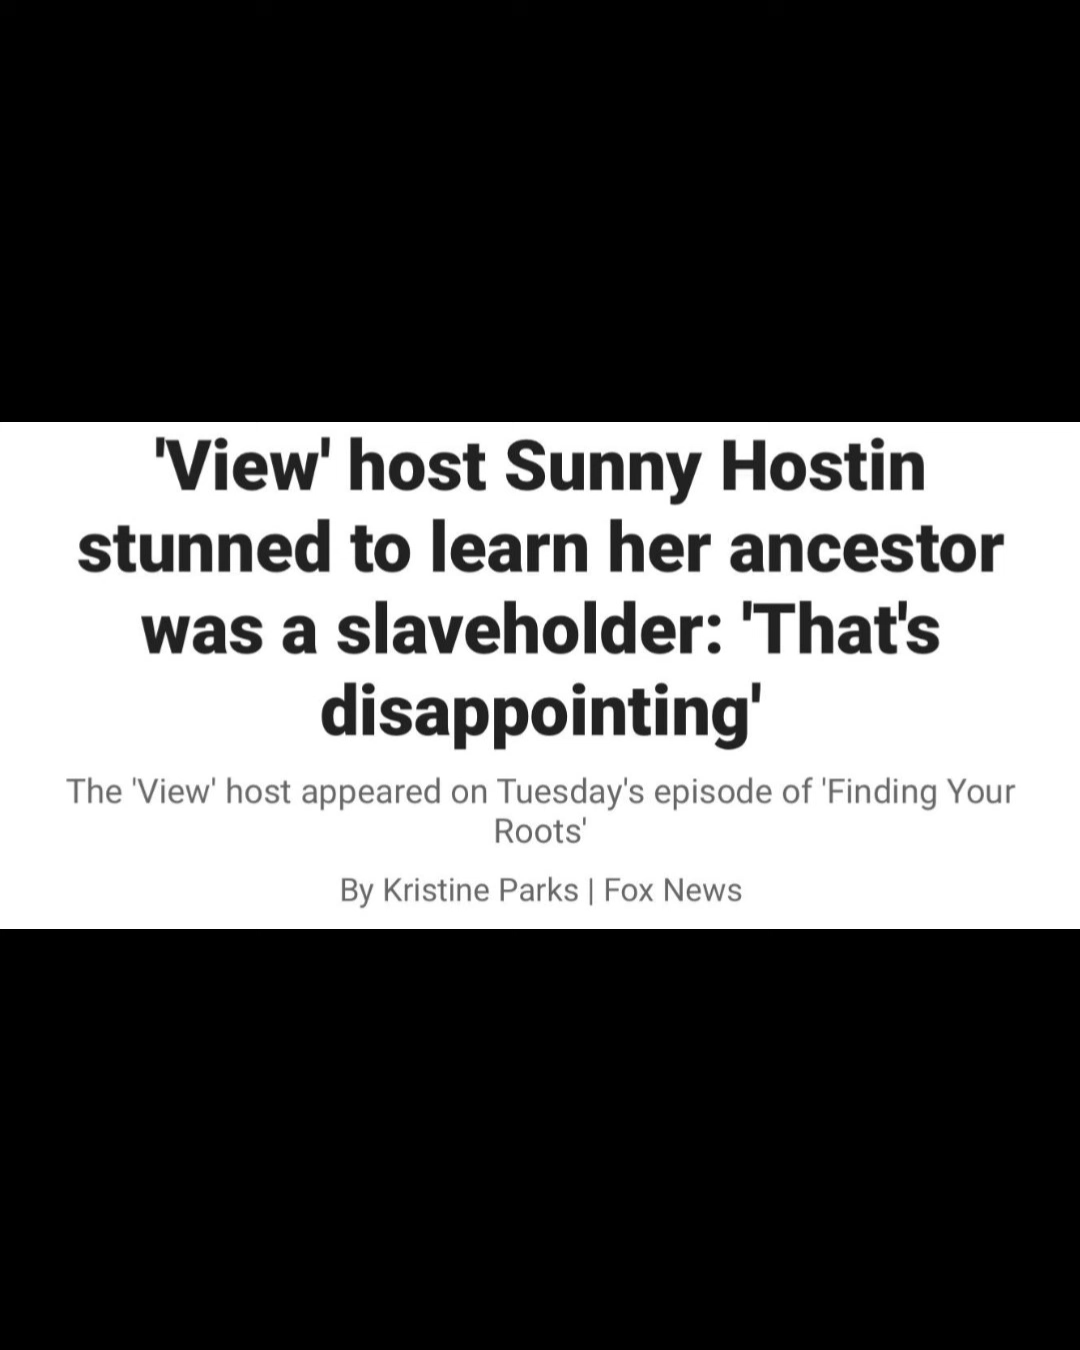 'View' host Sunny Hostin
stunned to learn her ancestor
was a slaveholder: 'That's
disappointing'
The 'View' host appeared on Tuesday's episode of 'Finding Your
Roots'
By Kristine Parks | Fox News